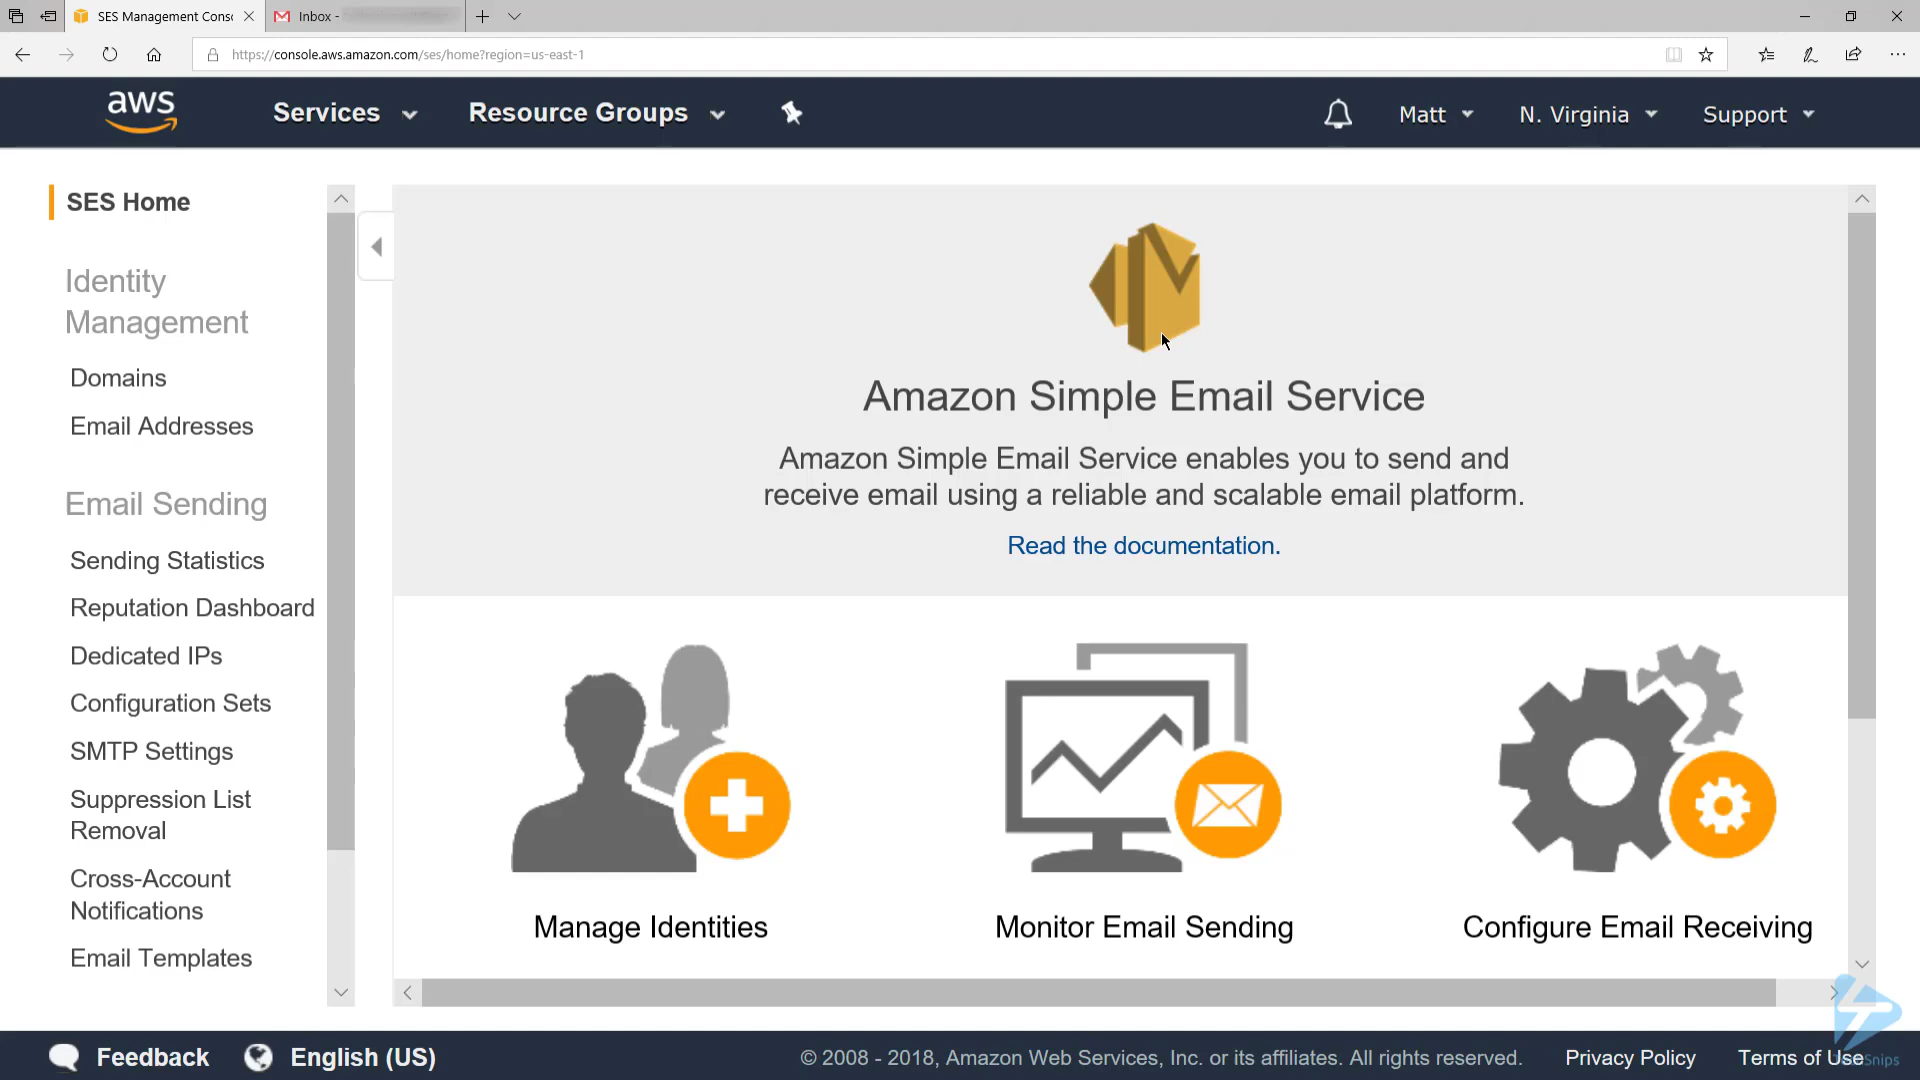 SES Management Conso
Inbox -
https://console.aws.amazon.com/ses/home?region=us-east-1
aws
Services
Resource Groups
Matt
N. Virginia
Support
SES Home
Identity
Management
Domains
Email Addresses
Email Sending
Sending Statistics
Reputation Dashboard
Dedicated IPs
Configuration Sets
SMTP Settings
Suppression List
Removal
Cross-Account
Notifications
Email Templates
Amazon Simple Email Service
Amazon Simple Email Service enables you to send and
receive email using a reliable and scalable email platform.
Read the documentation.
Manage Identities
Monitor Email Sending
Configure Email Receiving
Feedback
English (US)
© 2008 - 2018, Amazon Web Services, Inc. or its affiliates. All rights reserved.
Privacy Policy
Terms of Use